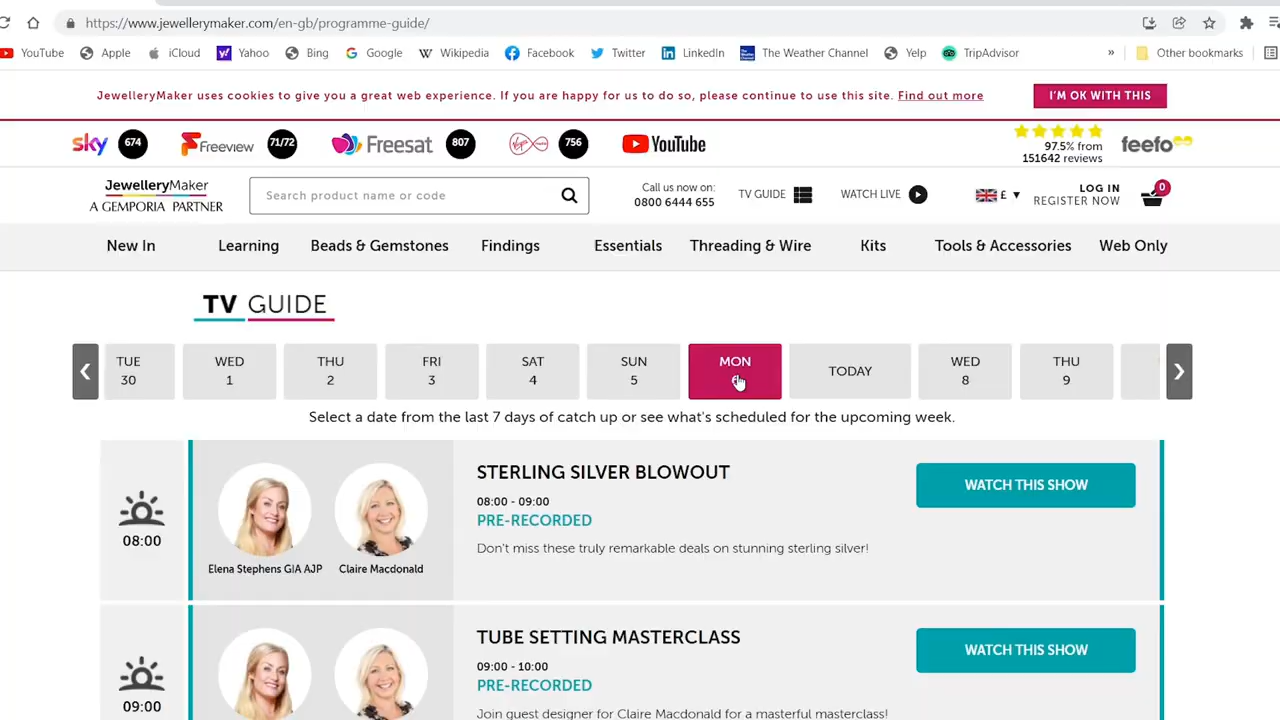 https://www.jewellerymaker.com/en-gb/programme-guide/
YouTube Apple iCloud Yahoo Bing Google Wikipedia Facebook Twitter LinkedIn The Weather Channel Yelp TripAdvisor » Other bookmarks
JewelleryMaker uses cookies to give you a great web experience. If you are happy for us to do so, please continue to use this site. Find out more
I'M OK WITH THIS
sky 674 Freeview 71/72 Freesat 807 Virgin media 756 YouTube
97.5% from
151642 reviews
feefo
JewelleryMaker
A GEMPORIA PARTNER
Search product name or code
Call us now on:
0800 6444 655
TV GUIDE
WATCH LIVE
£ ▼
LOG IN
REGISTER NOW
0
New In Learning Beads & Gemstones Findings Essentials Threading & Wire Kits Tools & Accessories Web Only
TV GUIDE
❮ TUE WED THU FRI SAT SUN MON TODAY WED THU ❯
30 1 2 3 4 5 8 9
Select a date from the last 7 days of catch up or see what's scheduled for the upcoming week.
08:00
Elena Stephens GIA AJP
Claire Macdonald
STERLING SILVER BLOWOUT
08:00 - 09:00
PRE-RECORDED
Don't miss these truly remarkable deals on stunning sterling silver!
WATCH THIS SHOW
09:00
TUBE SETTING MASTERCLASS
09:00 - 10:00
PRE-RECORDED
Join guest designer for Claire Macdonald for a masterful masterclass!
WATCH THIS SHOW